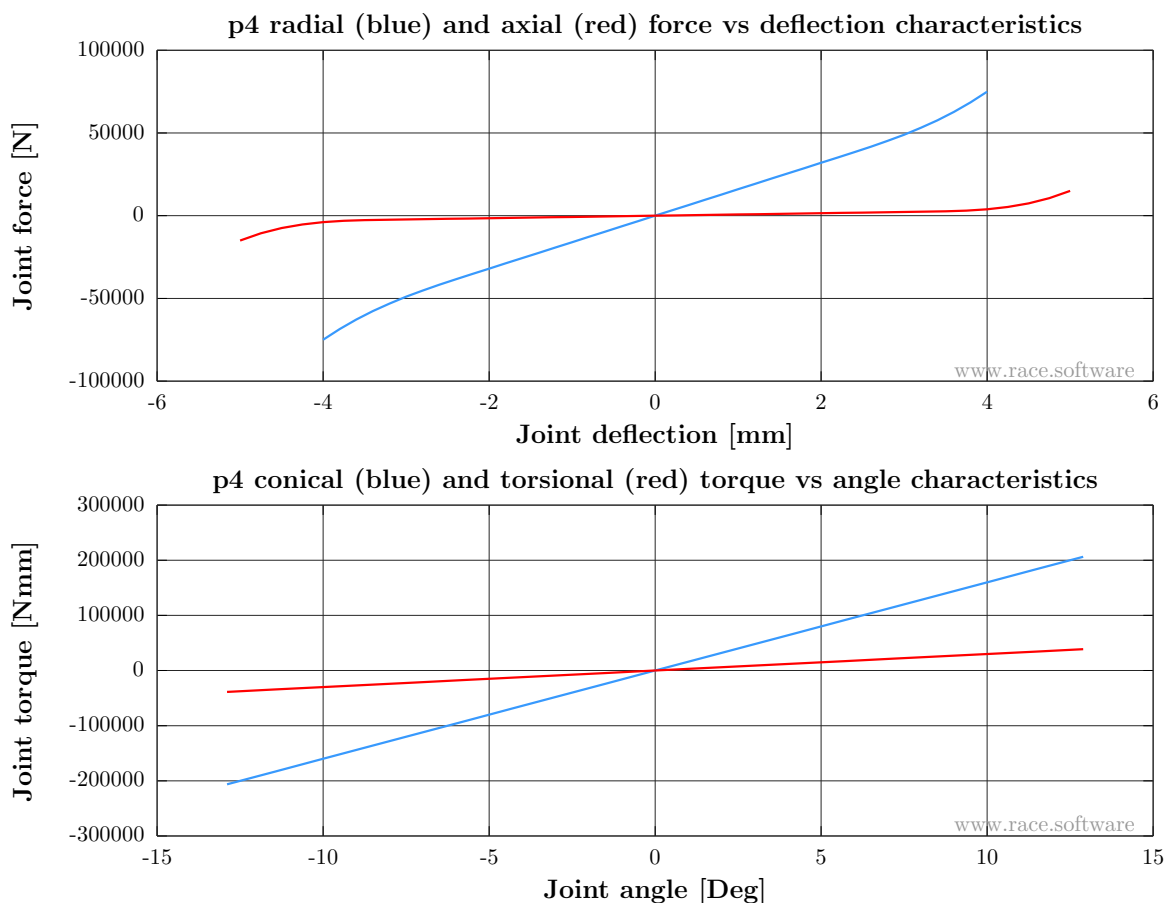 p4 radial (blue) and axial (red) force vs deflection characteristics
100000
50000
0
-50000
-100000
Joint force [N]
www.race.software
-6 -4 -2 0 2 4 6
Joint deflection [mm]
p4 conical (blue) and torsional (red) torque vs angle characteristics
300000
200000
100000
0
-100000
-200000
-300000
Joint torque [Nmm]
www.race.software
-15 -10 -5 0 5 10 15
Joint angle [Deg]